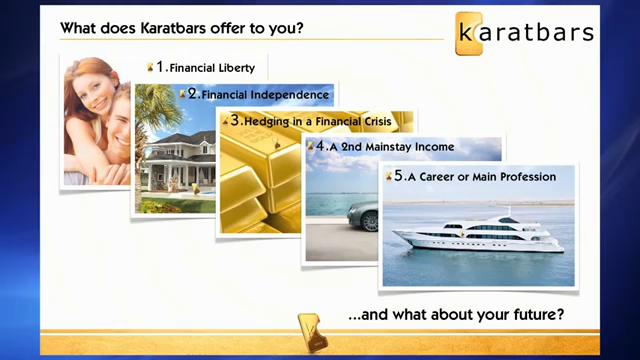 What does Karatbars offer to you?
karatbars
1.Financial Liberty
2.Financial Independence
3.Hedging in a Financial Crisis
4.A 2nd Mainstay Income
5.A Career or Main Profession
...and what about your future?